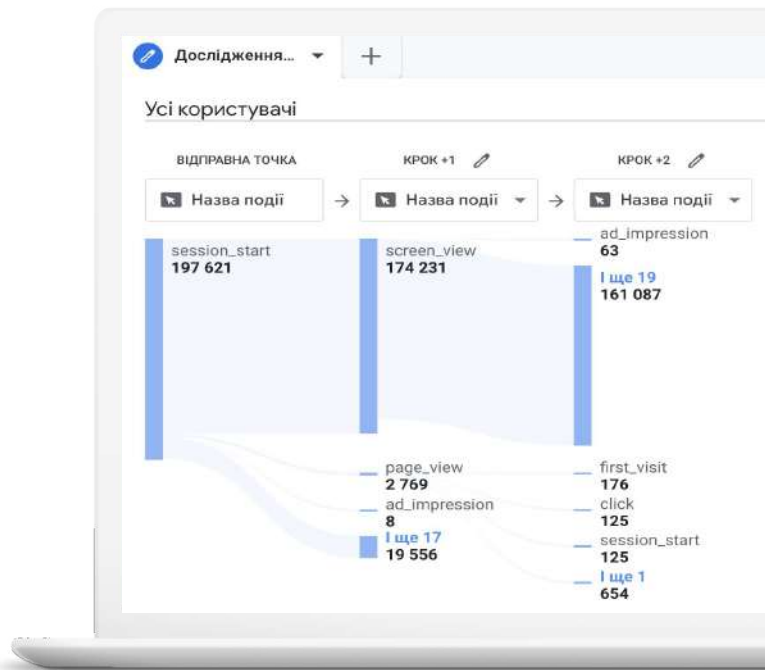 Дослідження...
Усі користувачі
ВІДПРАВНА ТОЧКА
КРОК +1
КРОК +2
Назва події
Назва події
Назва події
session_start
197 621
screen_view
174 231
page_view
2 769
ad_impression
8
І ще 17
19 556
ad_impression
63
І ще 19
161 087
first_visit
176
click
125
session_start
125
І ще 1
654